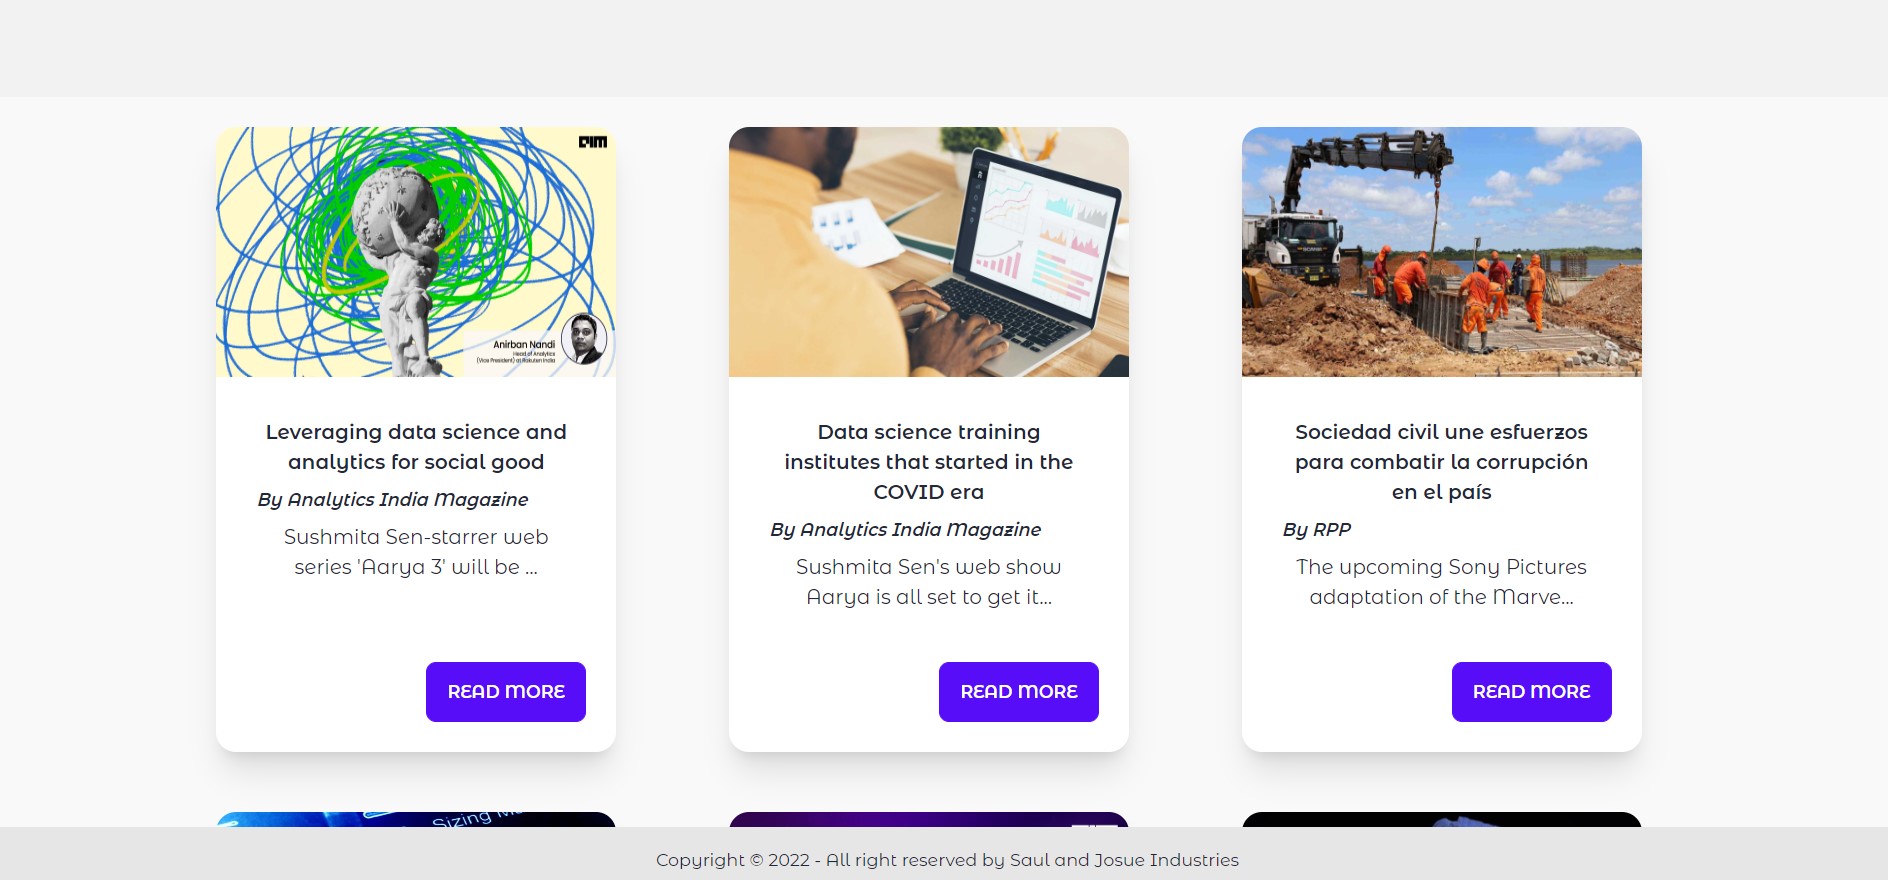 AIM
Anirban Nandi
Head of Analytics
(Vice President) at Rakuten India
Leveraging data science and
analytics for social good
By Analytics India Magazine
Sushmita Sen-starrer web
series 'Aarya 3' will be ...
READ MORE
Data science training
institutes that started in the
COVID era
By Analytics India Magazine
Sushmita Sen's web show
Aarya is all set to get it...
READ MORE
Sociedad civil une esfuerzos
para combatir la corrupción
en el país
By RPP
The upcoming Sony Pictures
adaptation of the Marve...
READ MORE
Sizing
Copyright © 2022 - All right reserved by Saul and Josue Industries